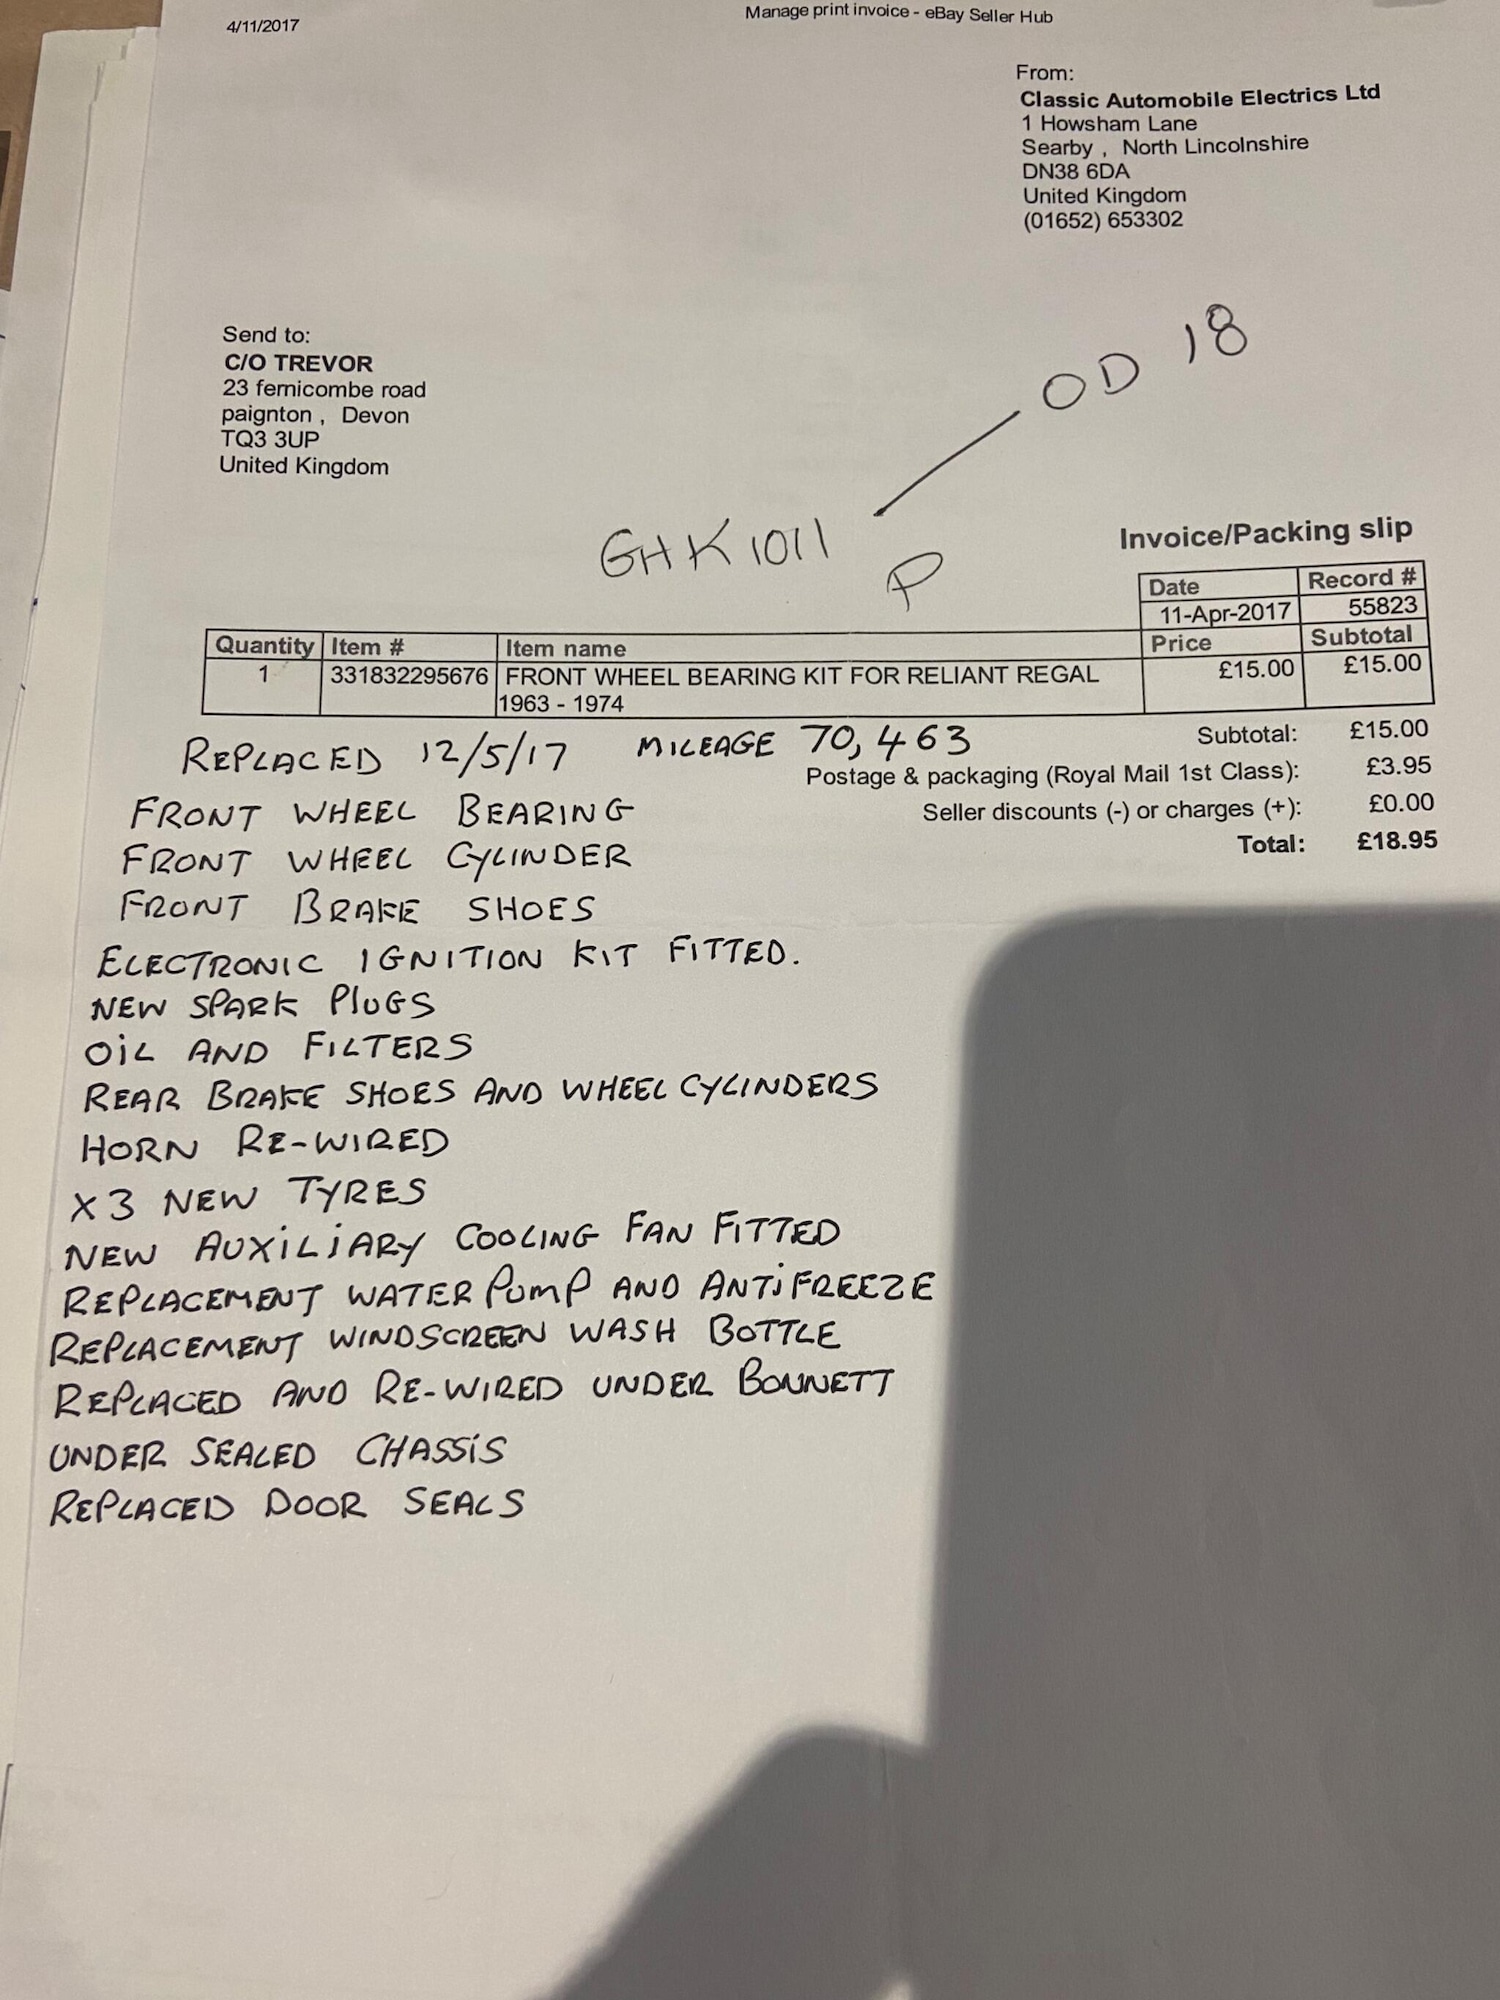 4/11/2017
Manage print invoice - eBay Seller Hub
From:
Classic Automobile Electrics Ltd
1 Howsham Lane
Searby , North Lincolnshire
DN38 6DA
United Kingdom
(01652) 653302
Send to:
C/O TREVOR
23 fernicombe road
paignton , Devon
TQ3 3UP
United Kingdom
OD 18
GHK1011
P
Invoice/Packing slip
Date Record #
11-Apr-2017 55823
Quantity Item # Item name Price Subtotal
1 331832295676 FRONT WHEEL BEARING KIT FOR RELIANT REGAL £15.00 £15.00
1963 - 1974
Subtotal: £15.00
Postage & packaging (Royal Mail 1st Class): £3.95
Seller discounts (-) or charges (+): £0.00
Total: £18.95
REPLACED 12/5/17 MILEAGE 70,463
FRONT WHEEL BEARING
FRONT WHEEL CYLINDER
FRONT BRAKE SHOES
ELECTRONIC IGNITION KIT FITTED.
NEW SPARK PlUGS
OiL AND FILTERS
REAR BRAKE SHOES AND WHEEL CYLINDERS
HORN RE-WIRED
X3 NEW TYRES
NEW AUXiLiARY COOLING FAN FITTED
REPLACEMENT WATER PUMP AND ANTiFREEZE
REPLACEMENT WINDSCREEN WASH BOTTLE
REPLACED AND RE-WIRED UNDER BONNETT
UNDER SEALED CHASSiS
REPLACED DOOR SEALS